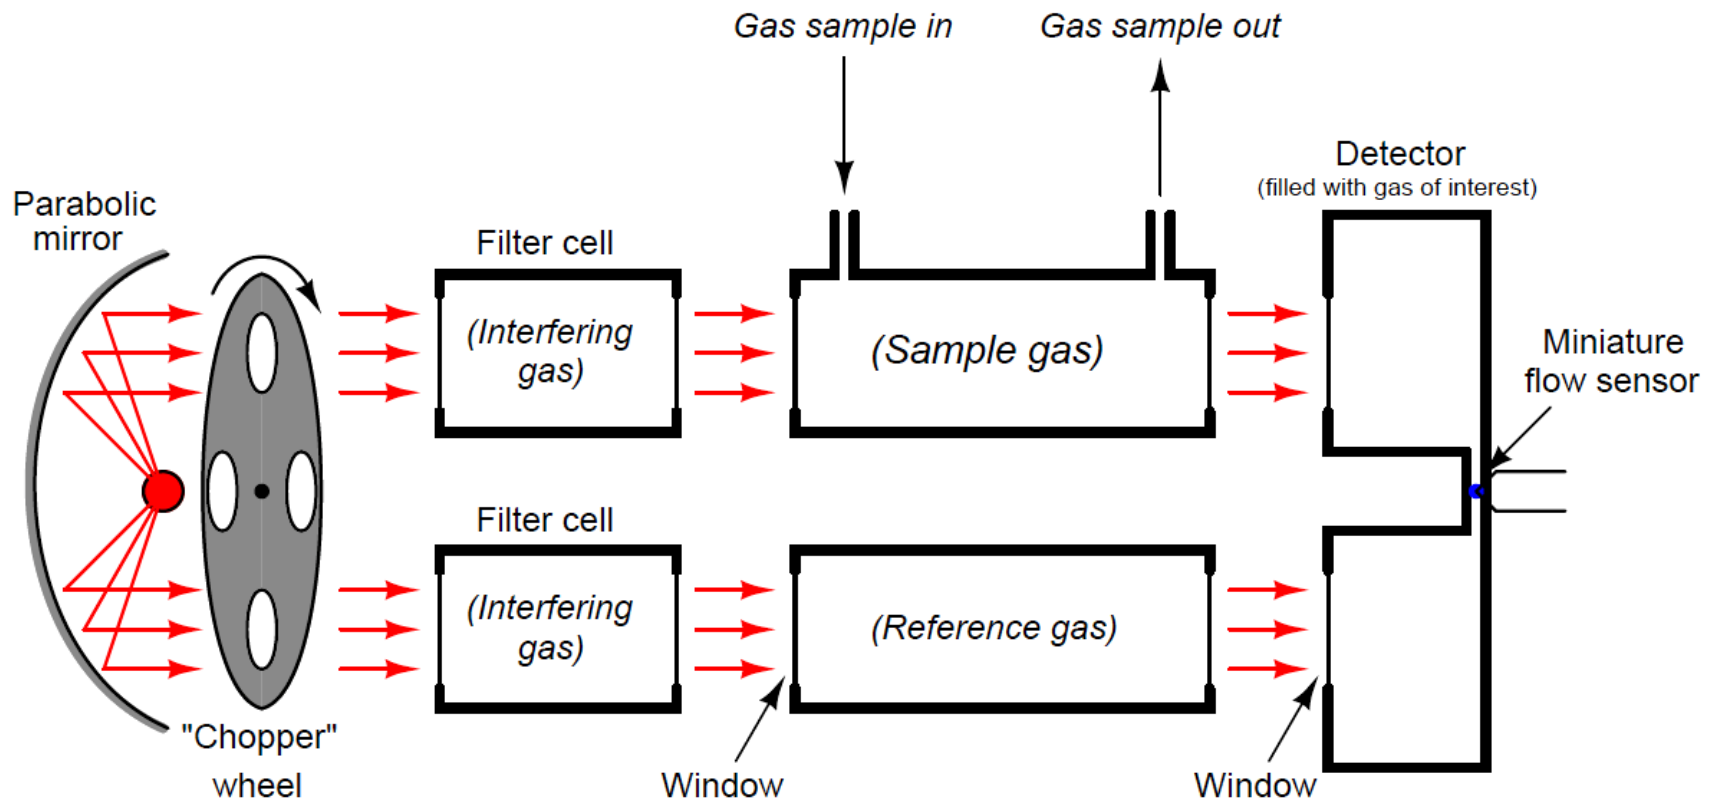 Gas sample in
Gas sample out
Detector
(filled with gas of interest)
Parabolic
mirror
Filter cell
(Interfering
gas)
(Sample gas)
Miniature
flow sensor
Filter cell
(Interfering
gas)
(Reference gas)
"Chopper"
wheel
Window
Window